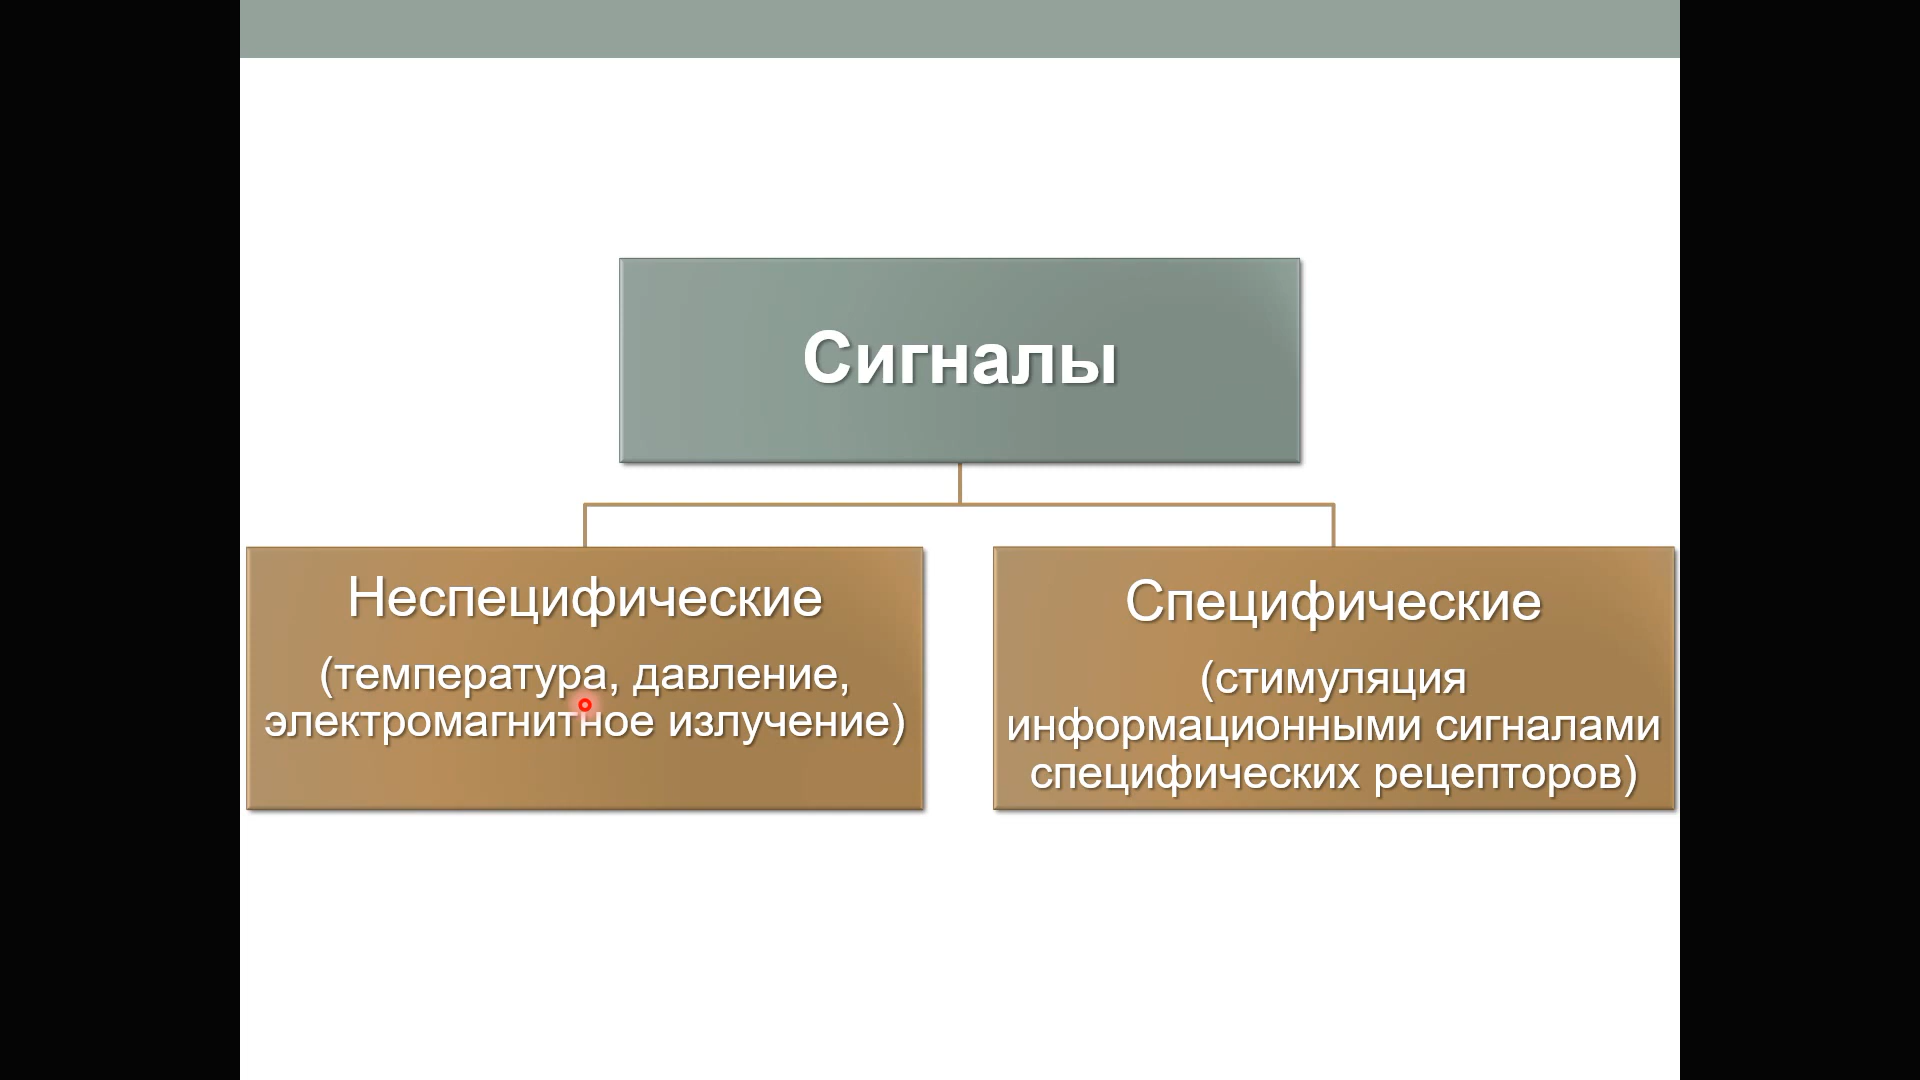 Сигналы
Неспецифические
(температура, давление,
электромагнитное излучение)
Специфические
(стимуляция
информационными сигналами
специфических рецепторов)